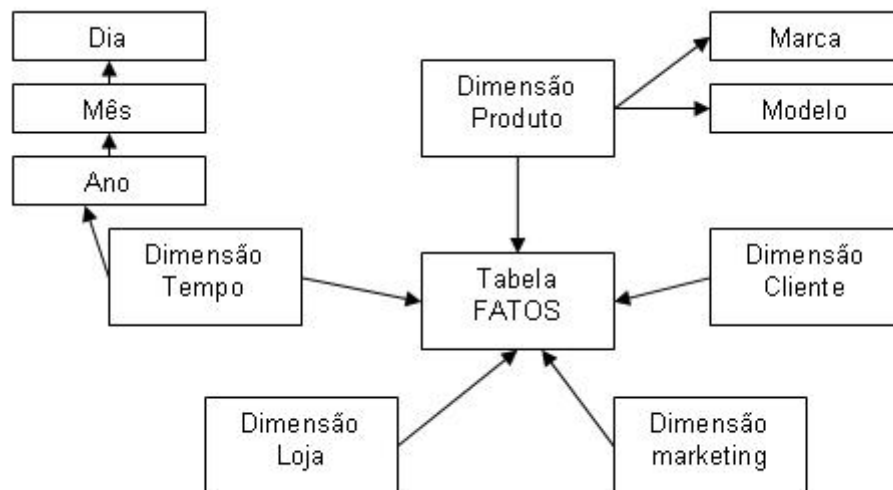 Dia
Mês
Ano
Dimensão
Tempo
Dimensão
Produto
Marca
Modelo
Tabela
FATOS
Dimensão
Cliente
Dimensão
Loja
Dimensão
marketing